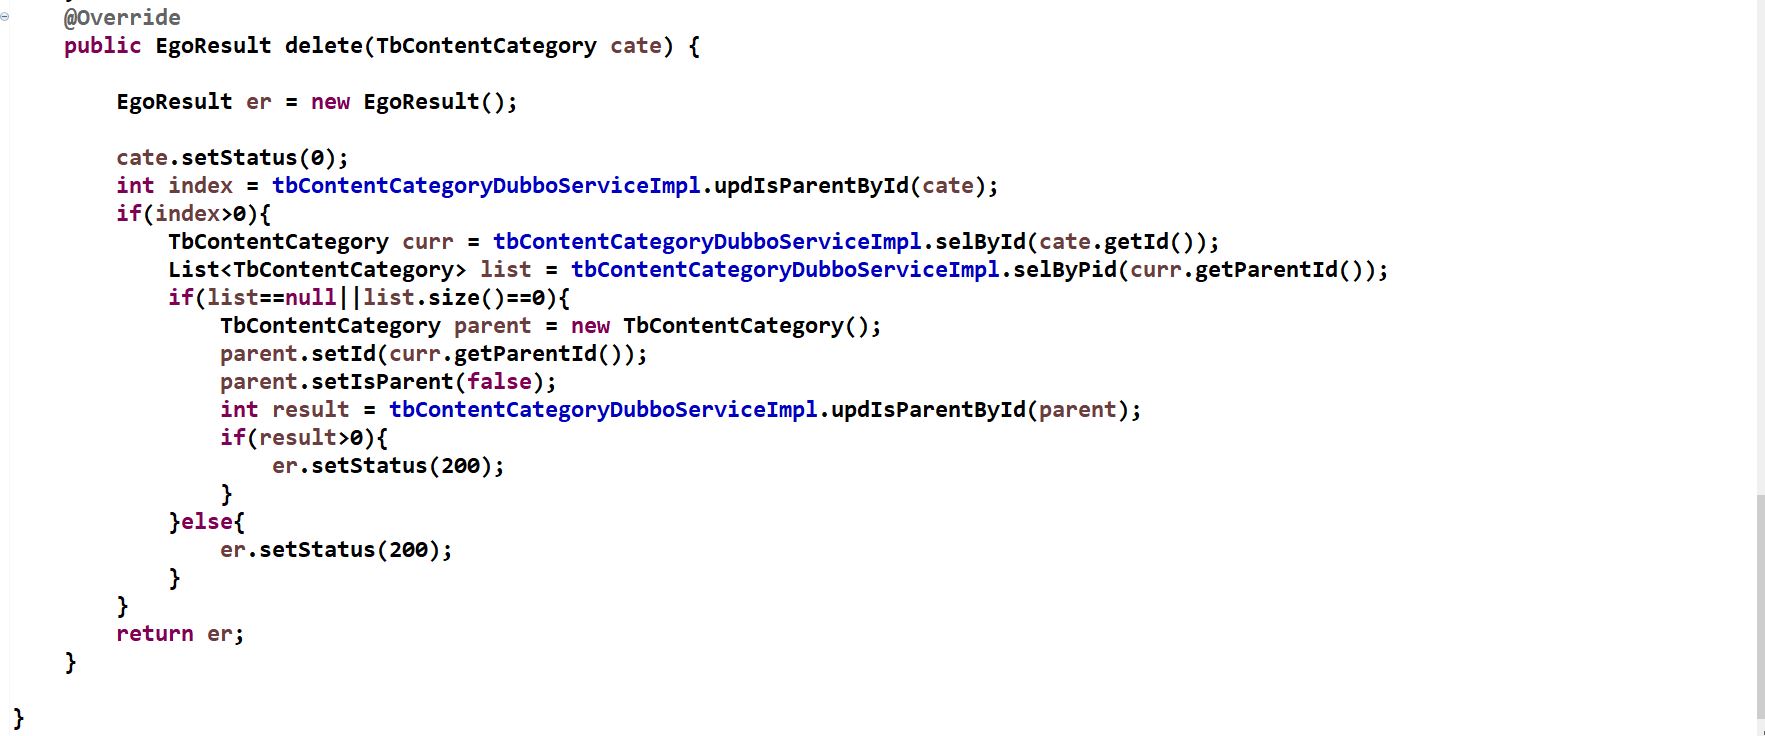 @Override
public EgoResult delete(TbContentCategory cate) {
EgoResult er = new EgoResult();
cate.setStatus(0);
int index = tbContentCategoryDubboServiceImpl.updIsParentById(cate);
if(index>0){
TbContentCategory curr = tbContentCategoryDubboServiceImpl.selById(cate.getId());
List<TbContentCategory> list = tbContentCategoryDubboServiceImpl.selByPid(curr.getParentId());
if(list==null||list.size()==0){
TbContentCategory parent = new TbContentCategory();
parent.setId(curr.getParentId());
parent.setIsParent(false);
int result = tbContentCategoryDubboServiceImpl.updIsParentById(parent);
if(result>0){
er.setStatus(200);
}
}else{
er.setStatus(200);
}
}
return er;
}
}